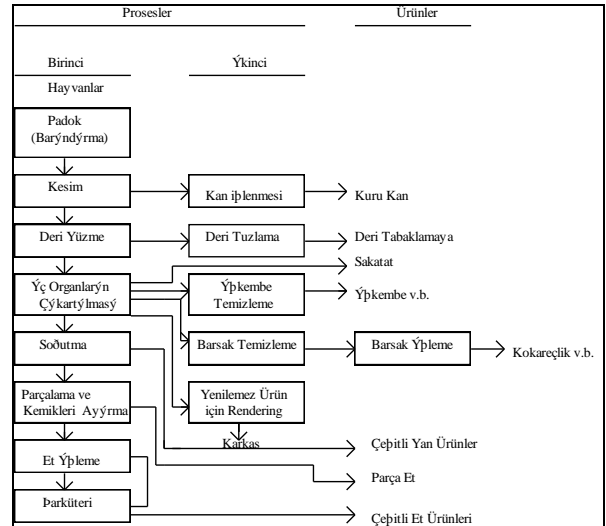 Prosesler
Ürünler
Birinci
Ýkinci
Hayvanlar
Padok
(Barýndýrma)
Kesim
Kan iþlenmesi
Kuru Kan
Deri Yüzme
Deri Tuzlama
Deri Tabaklamaya
Sakatat
Ýç Organlarýn
Çýkartýlmasý
Ýþkembe
Temizleme
Ýþkembe v.b.
Soðutma
Barsak Temizleme
Barsak Ýþleme
Kokareçlik v.b.
Parçalama ve
Kemikleri Ayýrma
Yenilemez Ürün
için Rendering
Karkas
Çeþitli Yan Ürünler
Et Ýþleme
Parça Et
Þarküteri
Çeþitli Et Ürünleri